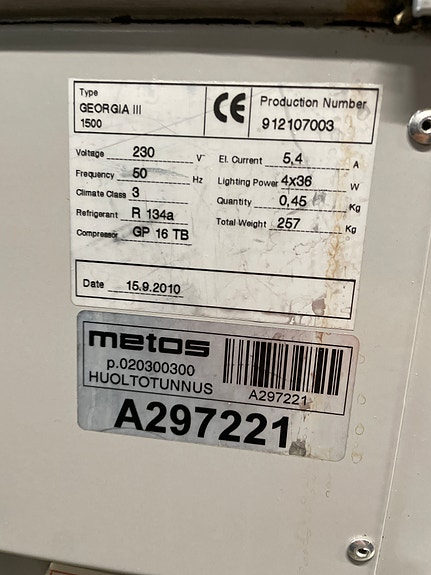 Type
GEORGIA III
1500
CE
Production Number
912107003
Voltage 230 V~
El. Current 5,4 A
Frequency 50 Hz
Lighting Power 4x36 W
Climate Class 3
Quantity 0,45 Kg
Refrigerant R 134a
Total Weight 257 Kg
Compressor GP 16 TB
Date 15.9.2010
metos
p.020300300
HUOLTOTUNNUS
A297221
A297221